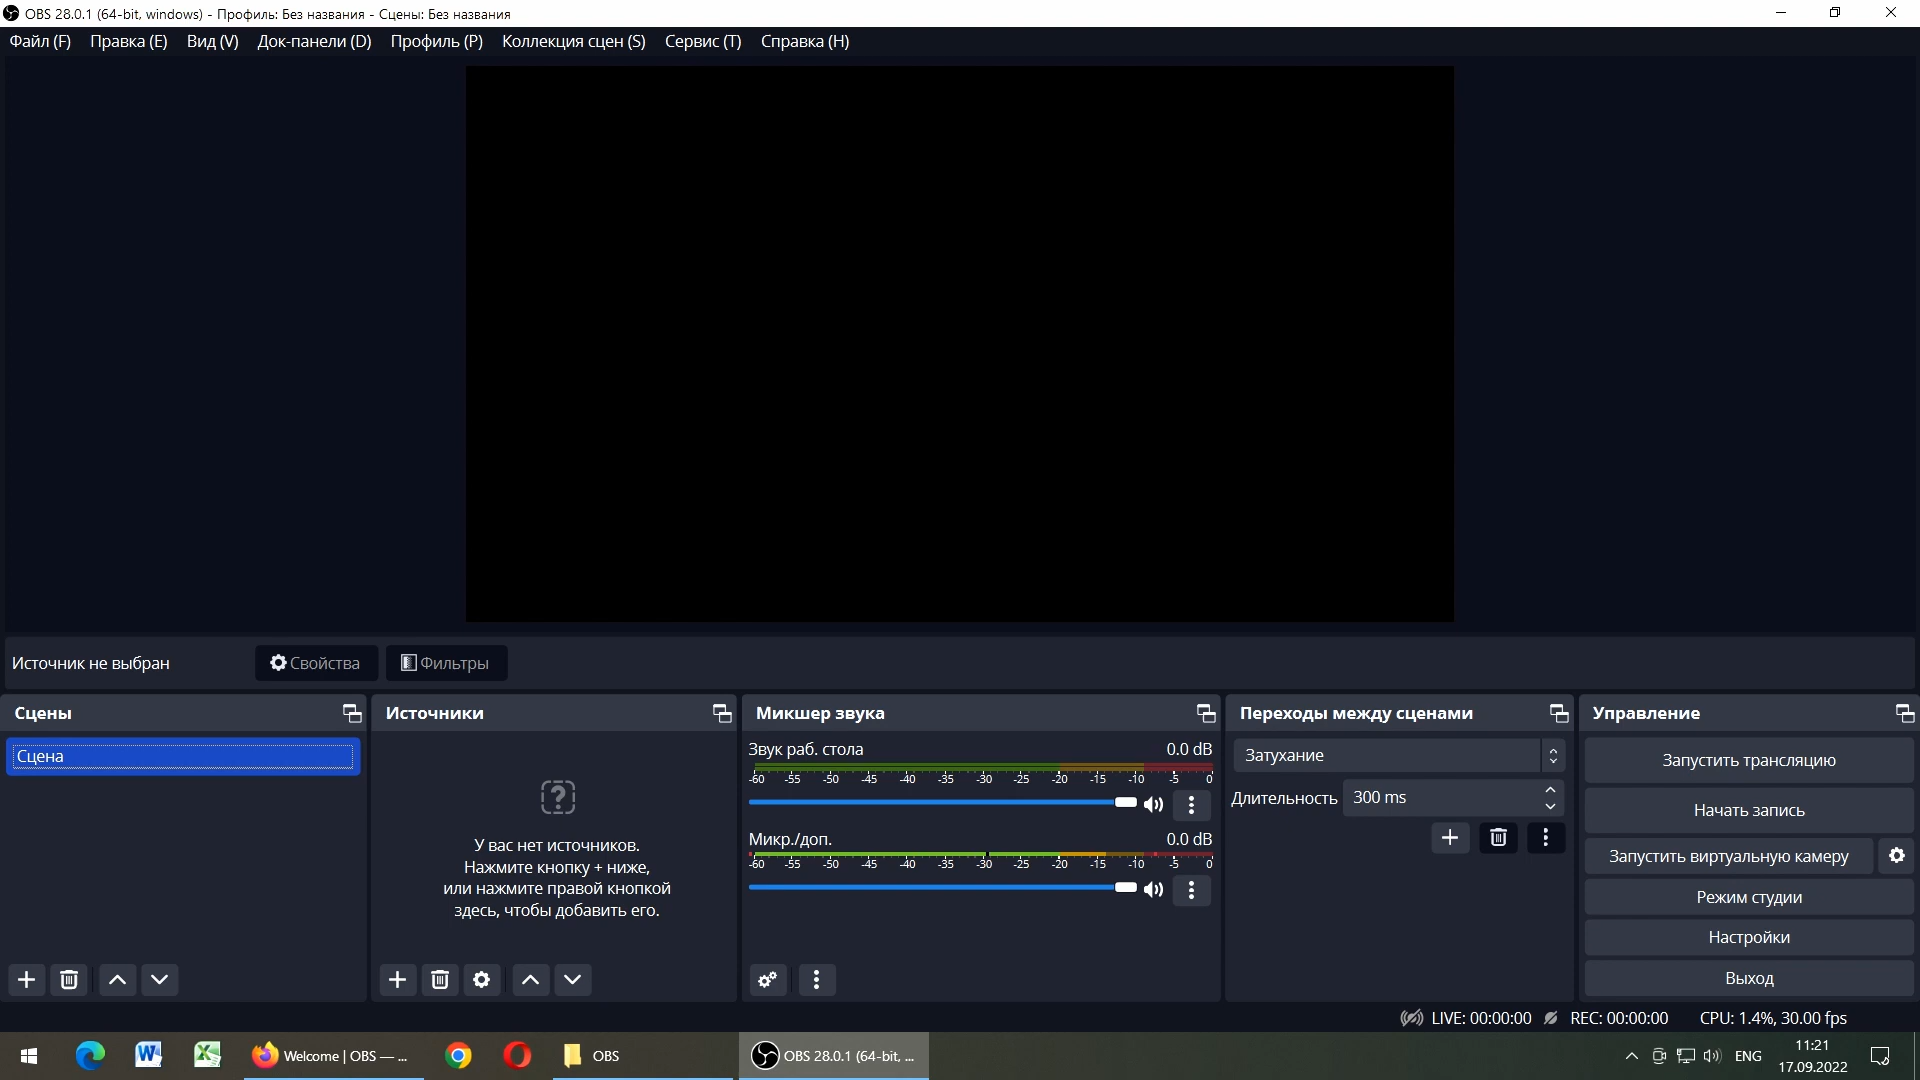 OBS 28.0.1 (64-bit, windows) - Профиль: Без названия - Сцены: Без названия
Файл (F) Правка (E) Вид (V) Док-панели (D) Профиль (P) Коллекция сцен (S) Сервис (T) Справка (H)
Источник не выбран Свойства Фильтры
Сцены
Сцена
Источники
У вас нет источников.
Нажмите кнопку + ниже,
или нажмите правой кнопкой
здесь, чтобы добавить его.
Микшер звука
Звук раб. стола 0.0 dB
-60 -55 -50 -45 -40 -35 -30 -25 -20 -15 -10 -5 0
Микр./доп. 0.0 dB
-60 -55 -50 -45 -40 -35 -30 -25 -20 -15 -10 -5 0
Переходы между сценами
Затухание
Длительность 300 ms
Управление
Запустить трансляцию
Начать запись
Запустить виртуальную камеру
Режим студии
Настройки
Выход
LIVE: 00:00:00 REC: 00:00:00 CPU: 1.4%, 30.00 fps
Welcome | OBS — ... OBS OBS 28.0.1 (64-bit, ... ENG
11:21
17.09.2022